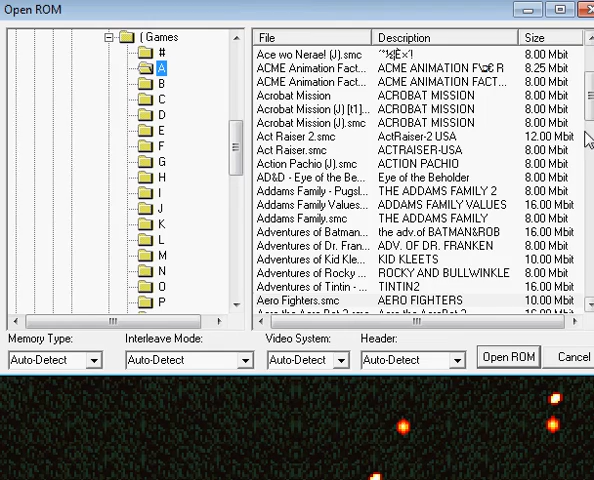 Open ROM
(Games
#
A
B
C
D
E
F
G
H
I
J
K
L
M
N
O
P
File Description Size
Ace wo Nerae! (J).smc 8.00 Mbit
ACME Animation Fact... ACME ANIMATION 8.25 Mbit
ACME Animation Fact... ACME ANIMATION FACT... 8.00 Mbit
Acrobat Mission ACROBAT MISSION 8.00 Mbit
Acrobat Mission (J) [t1]... ACROBAT MISSION 8.00 Mbit
Acrobat Mission (J).smc ACROBAT MISSION 8.00 Mbit
Act Raiser 2.smc ActRaiser-2 USA 12.00 Mbit
Act Raiser.smc ACTRAISER-USA 8.00 Mbit
Action Pachio (J).smc ACTION PACHIO 8.00 Mbit
AD&D - Eye of the Be... Eye of the Beholder 8.00 Mbit
Addams Family - Pugsl... THE ADDAMS FAMILY 2 8.00 Mbit
Addams Family Values... ADDAMS FAMILY VALUES 16.00 Mbit
Addams Family.smc THE ADDAMS FAMILY 8.00 Mbit
Adventures of Batman... the adv.of BATMAN&ROB 16.00 Mbit
Adventures of Dr. Fran... ADV. OF DR. FRANKEN 8.00 Mbit
Adventures of Kid Kle... KID KLEETS 8.00 Mbit
Adventures of Rocky ... ROCKY AND BULLWINKLE 8.00 Mbit
Adventures of Tintin - ... TINTIN2 16.00 Mbit
Aero Fighters.smc AERO FIGHTERS 10.00 Mbit
Memory Type: Interleave Mode: Video System: Header:
Auto-Detect Auto-Detect Auto-Detect Auto-Detect Open ROM Cancel